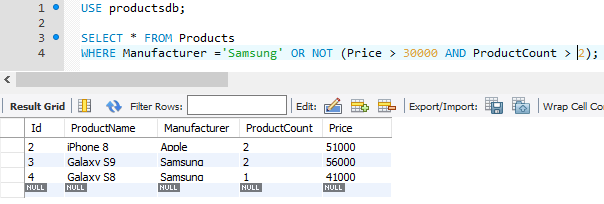 1 USE productsdb;
2
3 SELECT * FROM Products
4 WHERE Manufacturer ='Samsung' OR NOT (Price > 30000 AND ProductCount > 2);
Result Grid Filter Rows: Edit: Export/Import: Wrap Cell Co
Id ProductName Manufacturer ProductCount Price
2 iPhone 8 Apple 2 51000
3 Galaxy S9 Samsung 2 56000
4 Galaxy S8 Samsung 1 41000
NULL NULL NULL NULL NULL